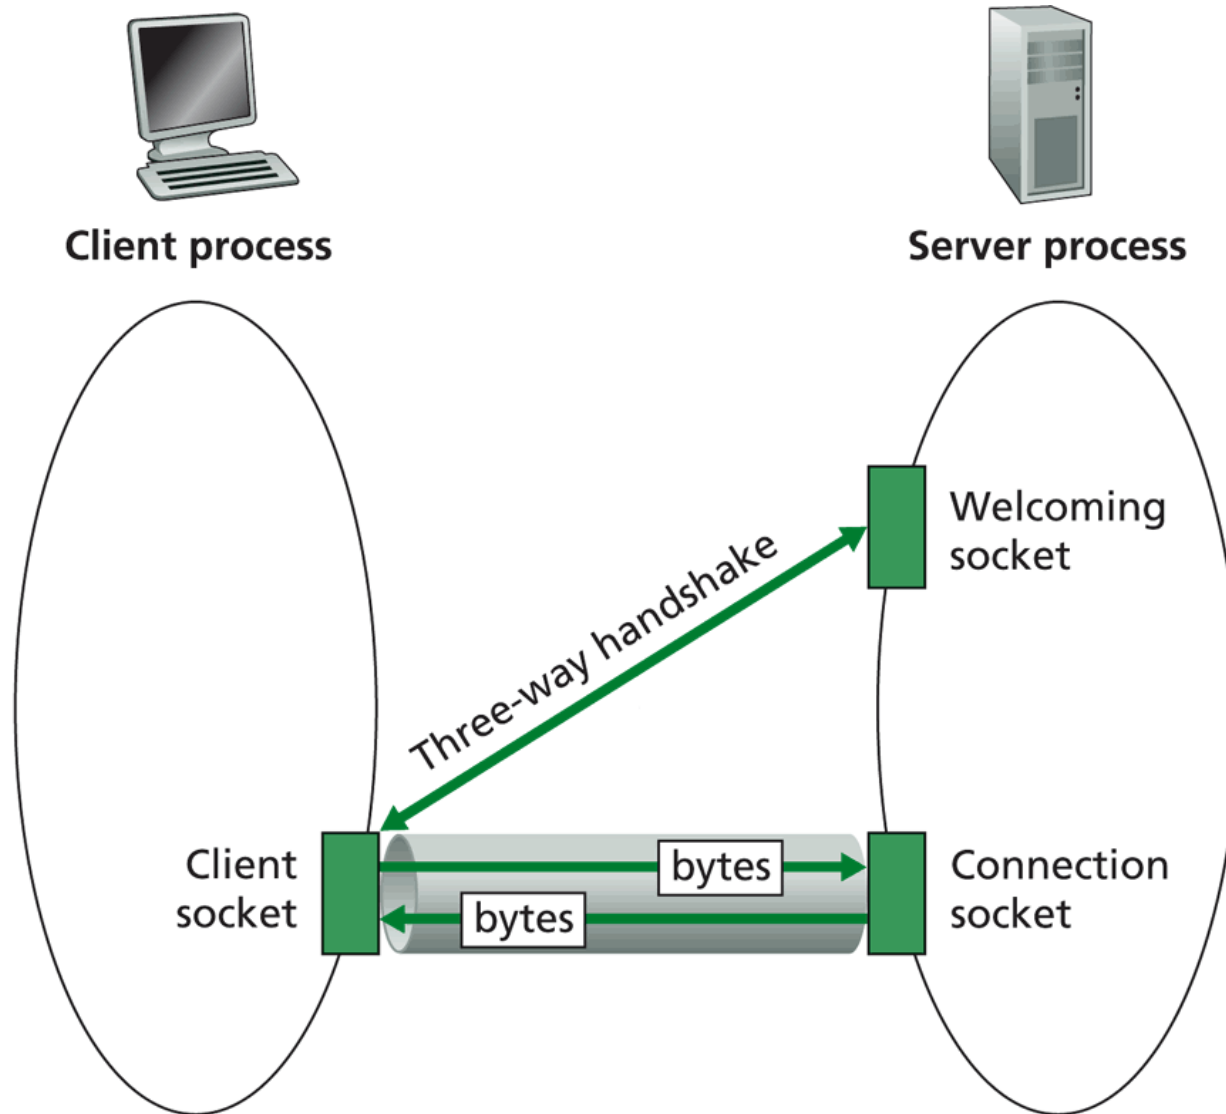 Client process
Server process
Welcoming
socket
Three-way handshake
Client
socket
bytes
bytes
Connection
socket